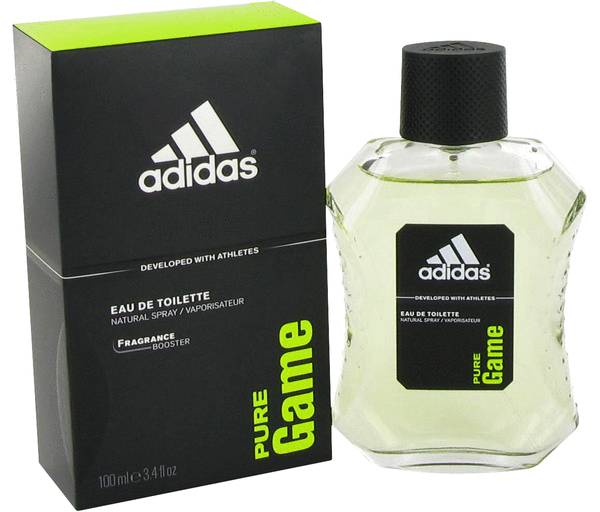 adidas
DEVELOPED WITH ATHLETES
EAU DE TOILETTE
NATURAL SPRAY / VAPORISATEUR
FRAGRANCE
BOOSTER
PURE
Game
100 ml e 3.4 fl oz
adidas
DEVELOPED WITH ATHLETES
EAU DE TOILETTE
NATURAL SPRAY / VAPORISATEUR
PURE
Game